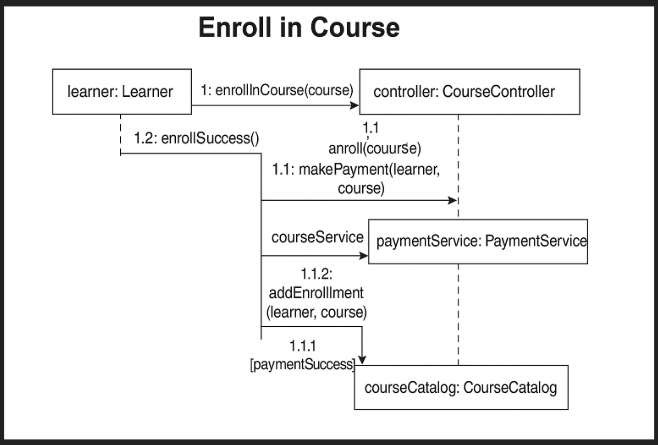 Enroll in Course
learner: Learner
1: enrollInCourse(course)
controller: CourseController
1.2: enrollSuccess()
1.1
anroll(couurse)
1.1: makePayment(learner,
course)
courseService
paymentService: PaymentService
1.1.2:
addEnrolllment
(learner, course)
1.1.1
[paymentSuccess]
courseCatalog: CourseCatalog